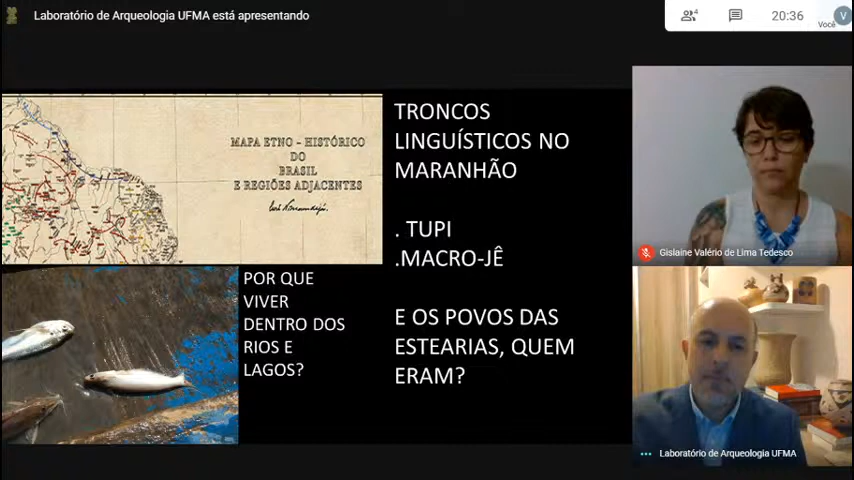 Laboratório de Arqueologia UFMA está apresentando
4
20:36
Você
V
MAPA ETNO-HISTÓRICO
DO
BRASIL
E REGIÕES ADJACENTES
TRONCOS
LINGUÍSTICOS NO
MARANHÃO
. TUPI
.MACRO-JÊ
E OS POVOS DAS
ESTEARIAS, QUEM
ERAM?
POR QUE
VIVER
DENTRO DOS
RIOS E
LAGOS?
Gislaine Valério de Lima Tedesco
Laboratório de Arqueologia UFMA